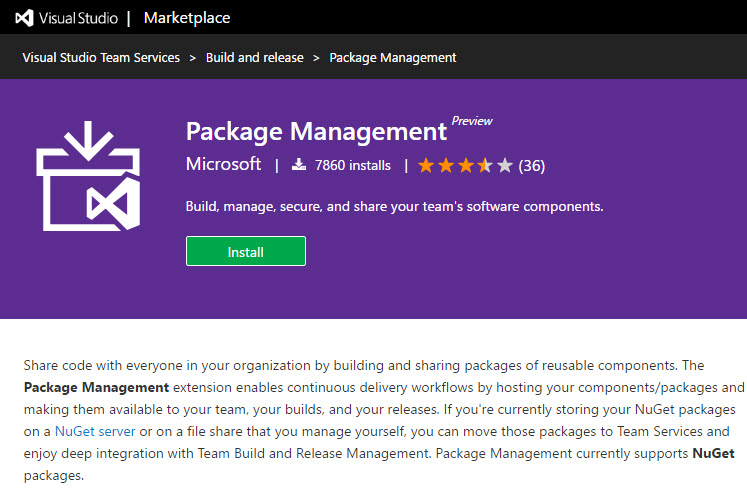 Visual Studio | Marketplace
Visual Studio Team Services > Build and release > Package Management
Package Management Preview
Microsoft | 7860 installs | (36)
Build, manage, secure, and share your team's software components.
Install
Share code with everyone in your organization by building and sharing packages of reusable components. The
Package Management extension enables continuous delivery workflows by hosting your components/packages and
making them available to your team, your builds, and your releases. If you're currently storing your NuGet packages
on a NuGet server or on a file share that you manage yourself, you can move those packages to Team Services and
enjoy deep integration with Team Build and Release Management. Package Management currently supports NuGet
packages.